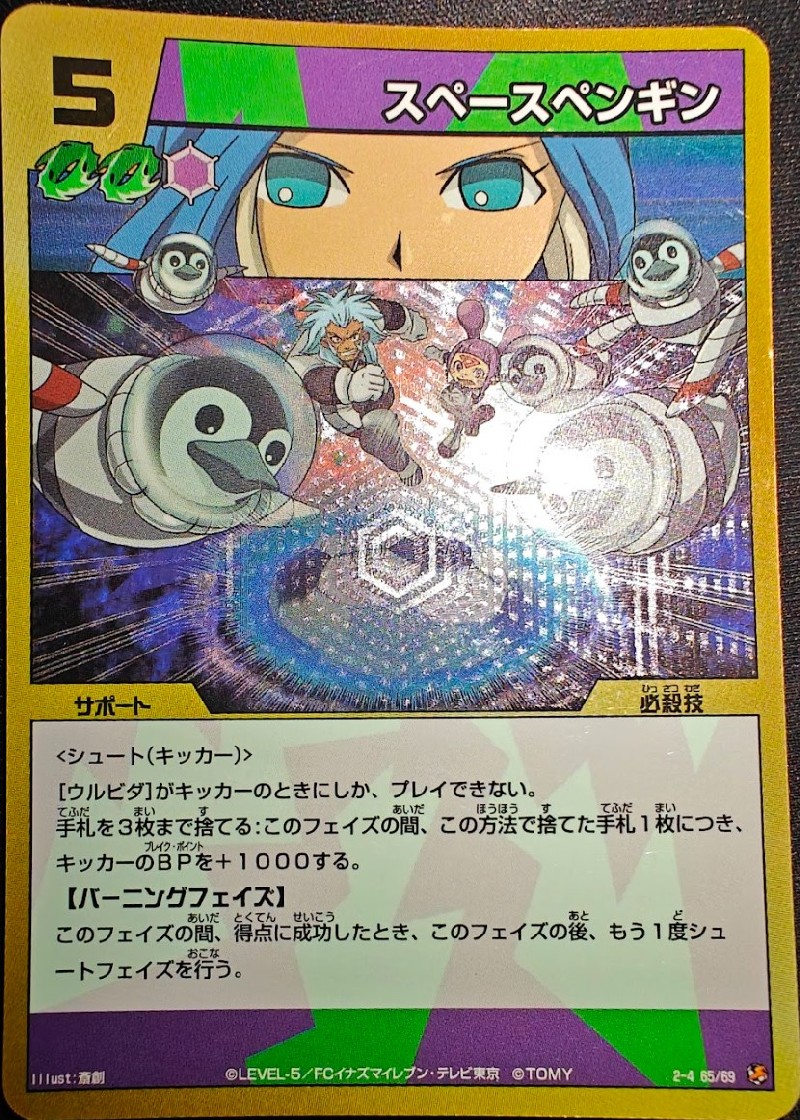 5
スペースペンギン
サポート
必殺技
ひっさつわざ
<シュート(キッカー)>
[ウルビダ]がキッカーのときにしか、プレイできない。
てふだ まい す あいだ ほうほう す てふだ まい
手札を3枚まで捨てる:このフェイズの間、この方法で捨てた手札1枚につき、
ブレイク・ポイント
キッカーのBPを+1000する。
【バーニングフェイズ】
あいだ とくてん せいこう あと ど
このフェイズの間、得点に成功したとき、このフェイズの後、もう1度シュ
おこな
ートフェイズを行う。
Illust:斎創
©LEVEL-5/FCイナズマイレブン・テレビ東京 ©TOMY
2-4 65/69